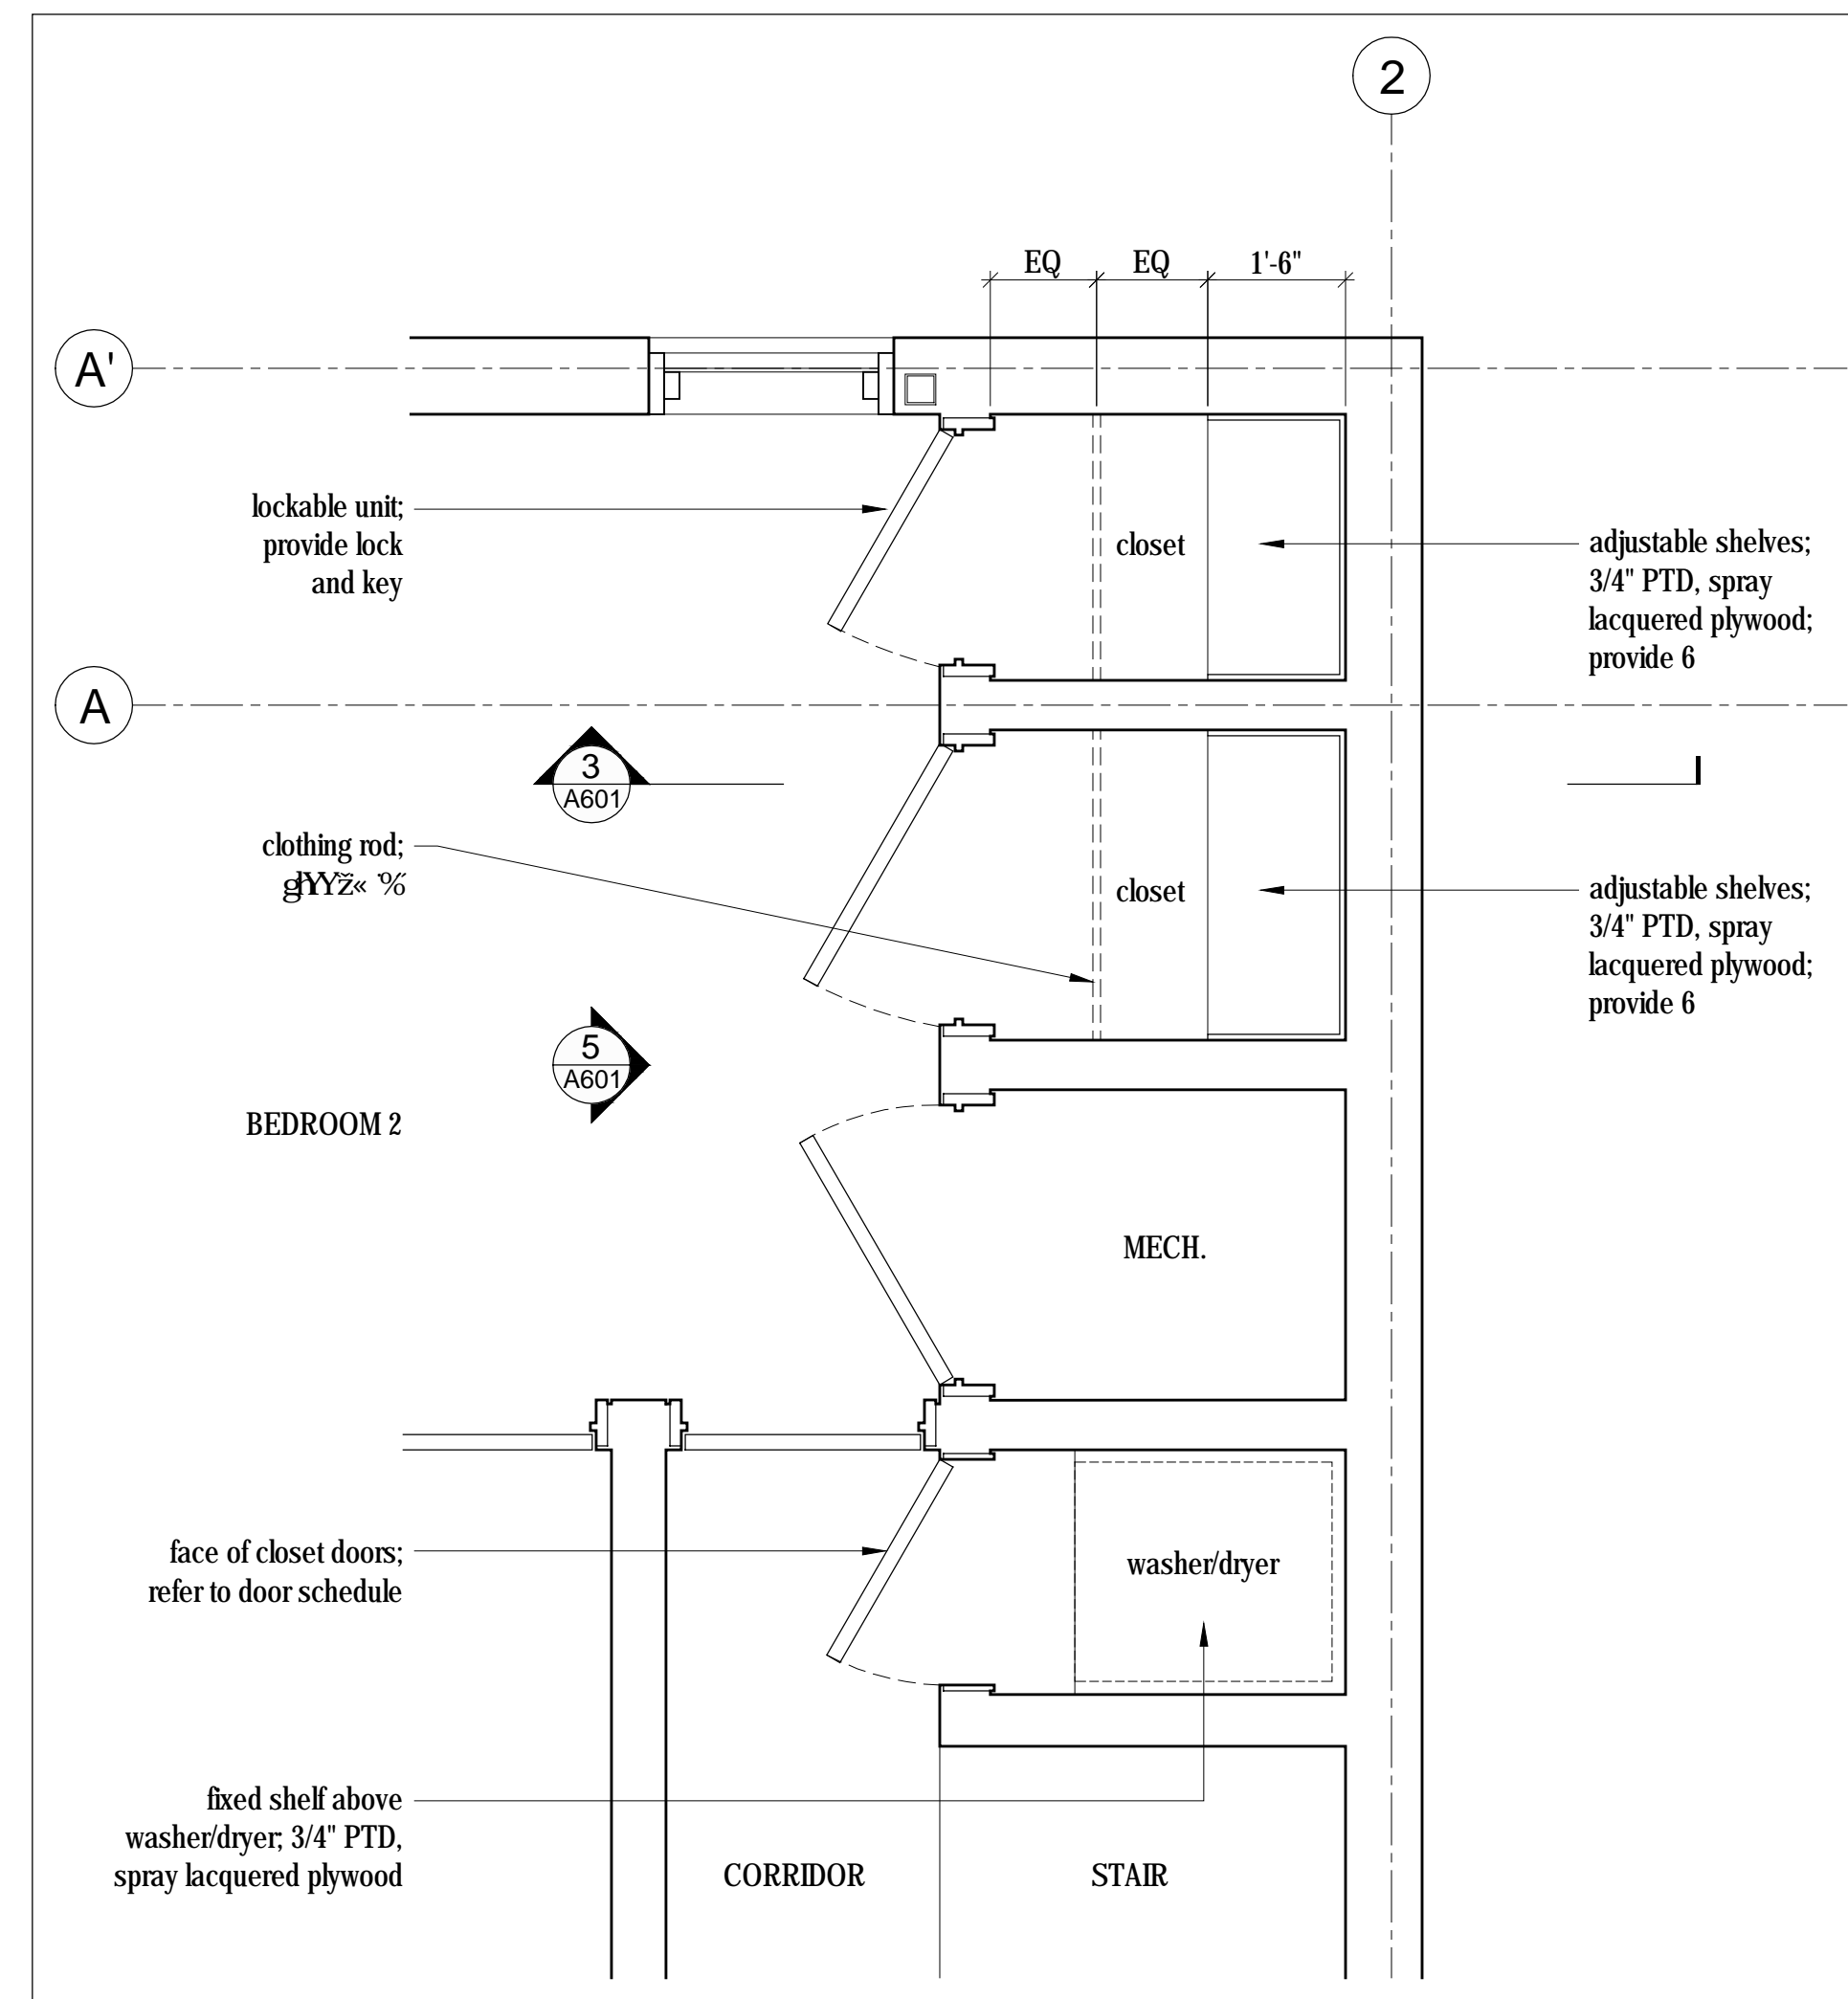 2
EQ EQ 1'-6"
A'
lockable unit;
provide lock
and key
closet
adjustable shelves;
3/4" PTD, spray
lacquered plywood;
provide 6
A
3
A601
clothing rod;
closet
adjustable shelves;
3/4" PTD, spray
lacquered plywood;
provide 6
5
A601
BEDROOM 2
MECH.
face of closet doors;
refer to door schedule
washer/dryer
fixed shelf above
washer/dryer; 3/4" PTD,
spray lacquered plywood
CORRIDOR
STAIR